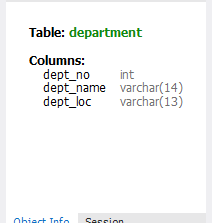 Table: department
Columns:
dept_no int
dept_name varchar(14)
dept_loc varchar(13)
Object Info Session